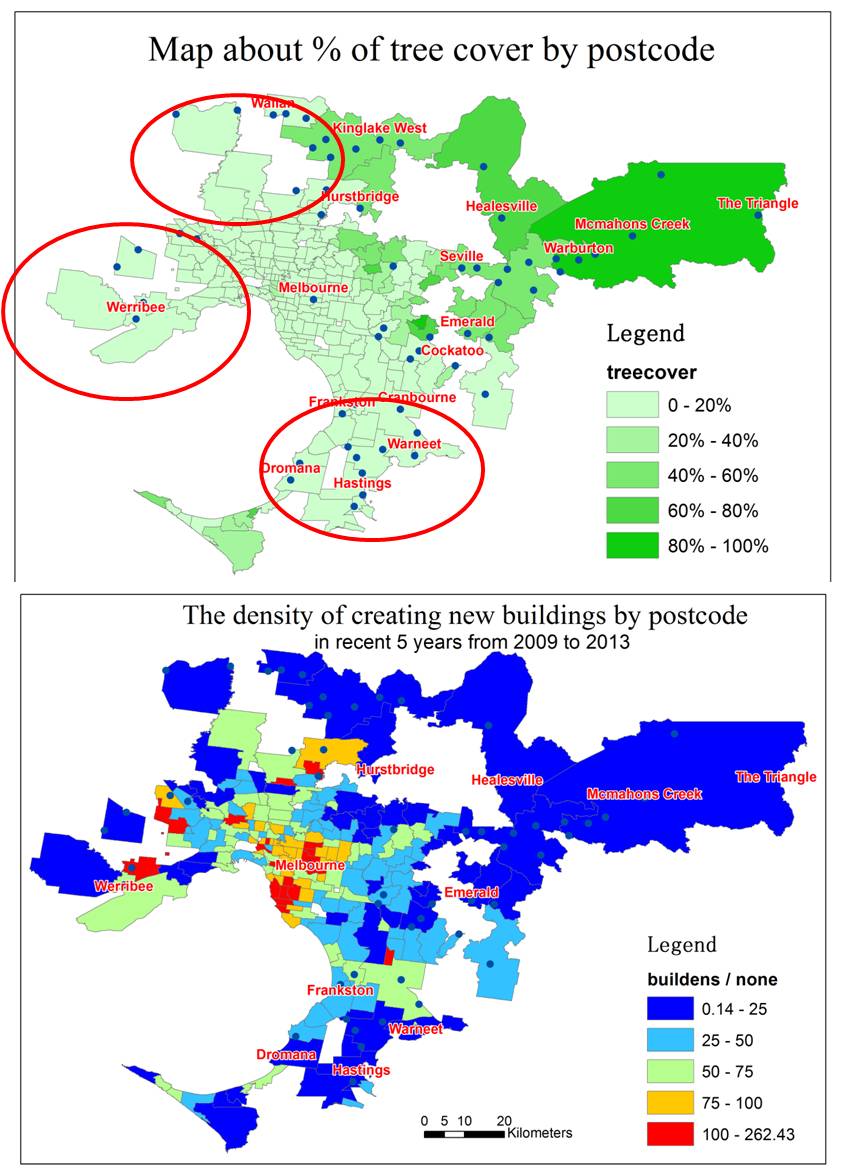 Map about % of tree cover by postcode
Wallan
Kinglake West
Hurstbridge
Healesville
The Triangle
Mcmahons Creek
Warburton
Seville
Melbourne
Werribee
Emerald
Cockatoo
Frankston
Cranbourne
Warneet
Dromana
Hastings
Legend
treecover
0 - 20%
20% - 40%
40% - 60%
60% - 80%
80% - 100%
The density of creating new buildings by postcode
in recent 5 years from 2009 to 2013
Hurstbridge
Healesville
The Triangle
Mcmahons Creek
Melbourne
Werribee
Emerald
Frankston
Warneet
Dromana
Hastings
Legend
buildens / none
0.14 - 25
25 - 50
50 - 75
75 - 100
100 - 262.43
0 5 10 20
Kilometers